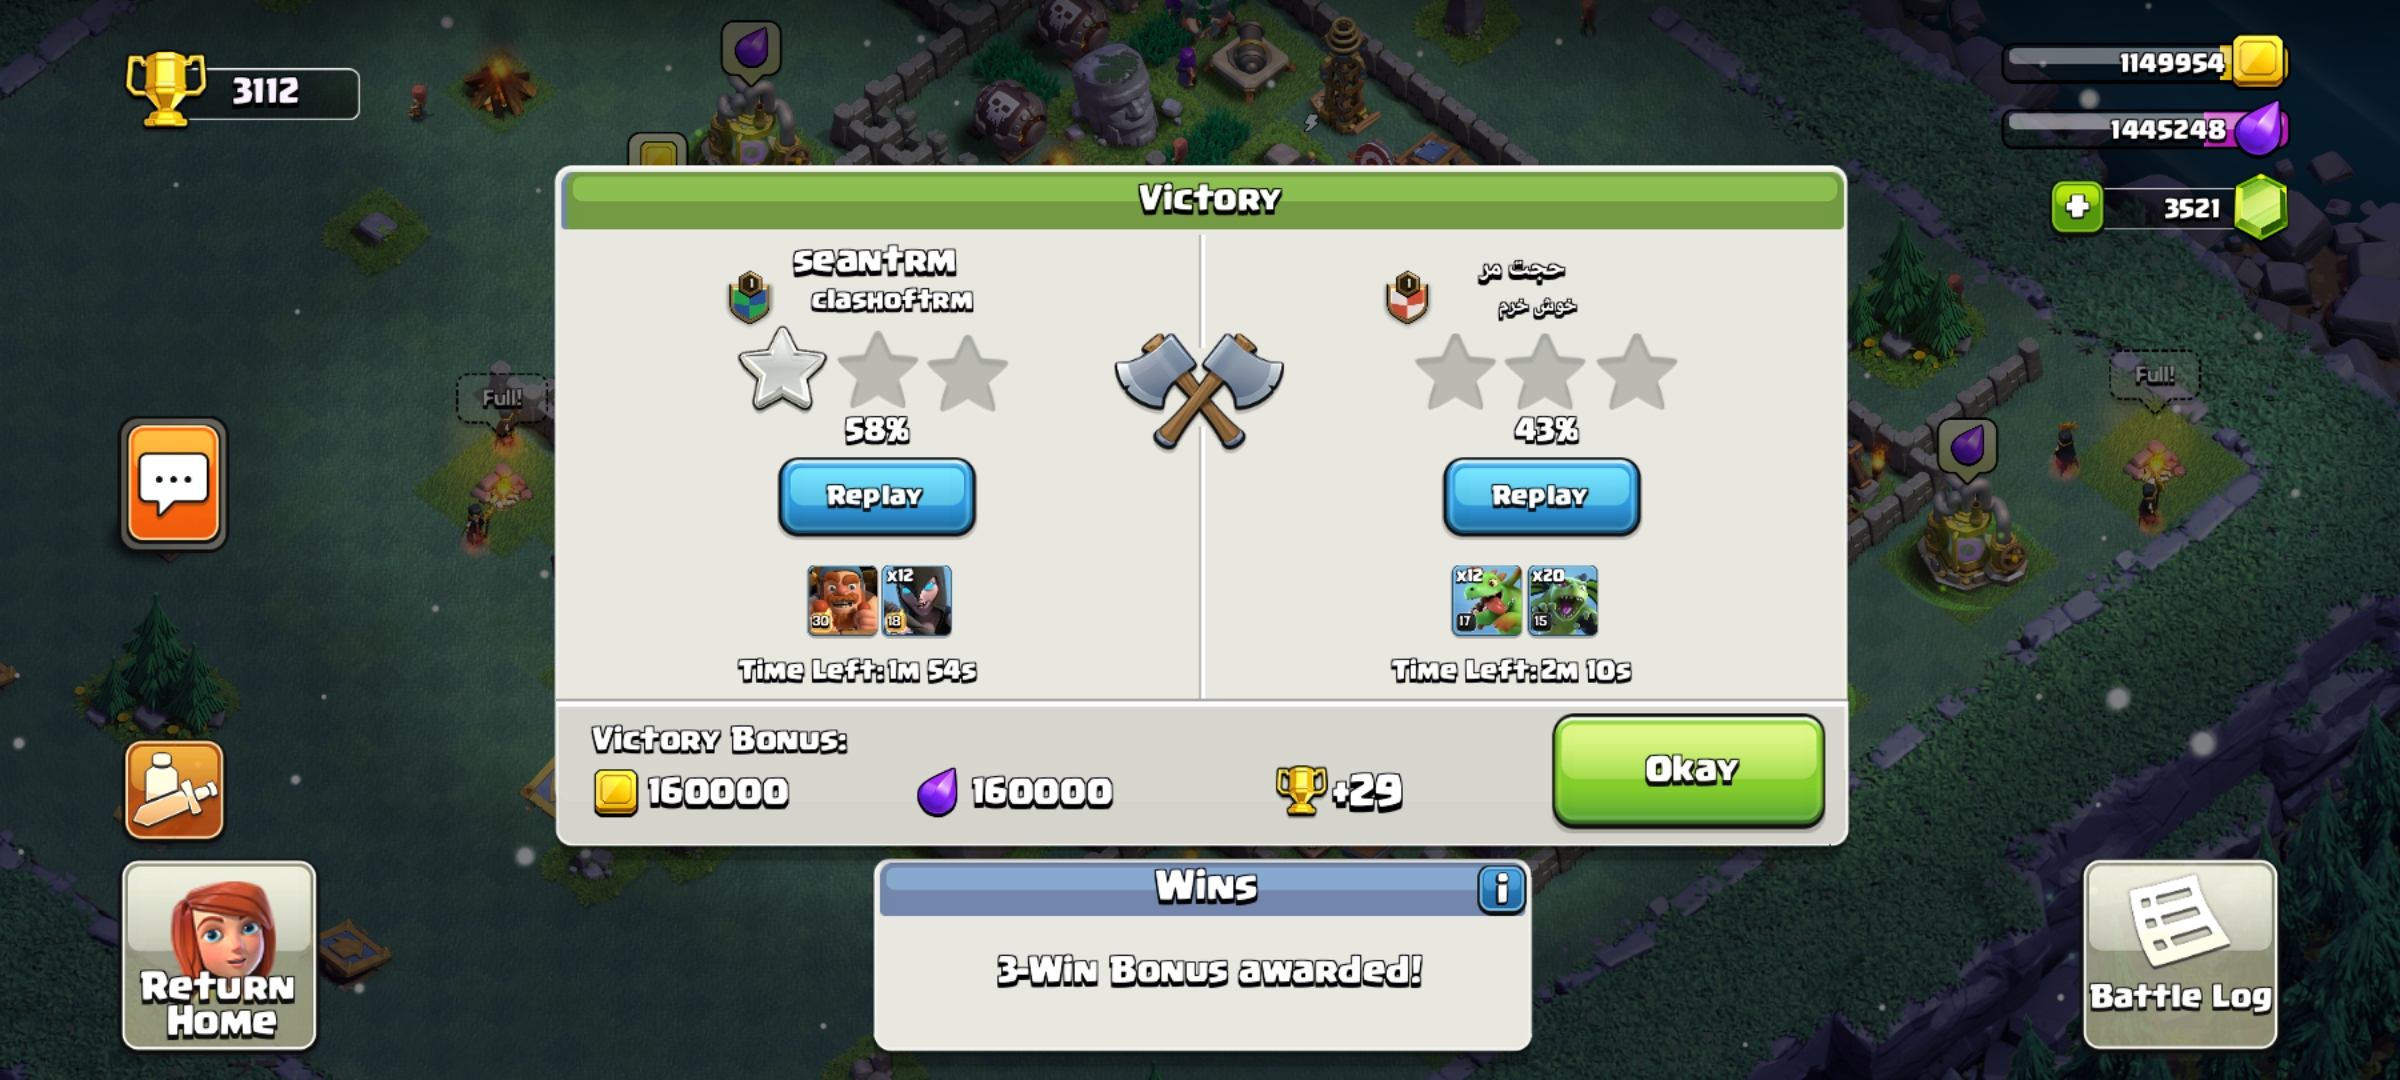 3112
1149954
1445248
3521
Victory
seantrm
clashoftrm
حجت مر
خوش خرم
1
1
58%
43%
Full!
Full!
Replay
Replay
30
x12
18
x12
17
x20
15
Time Left:1m 54s
Time Left:2m 10s
Victory Bonus:
160000
160000
+29
Okay
Wins
i
3-Win Bonus awarded!
Return
Home
Battle Log